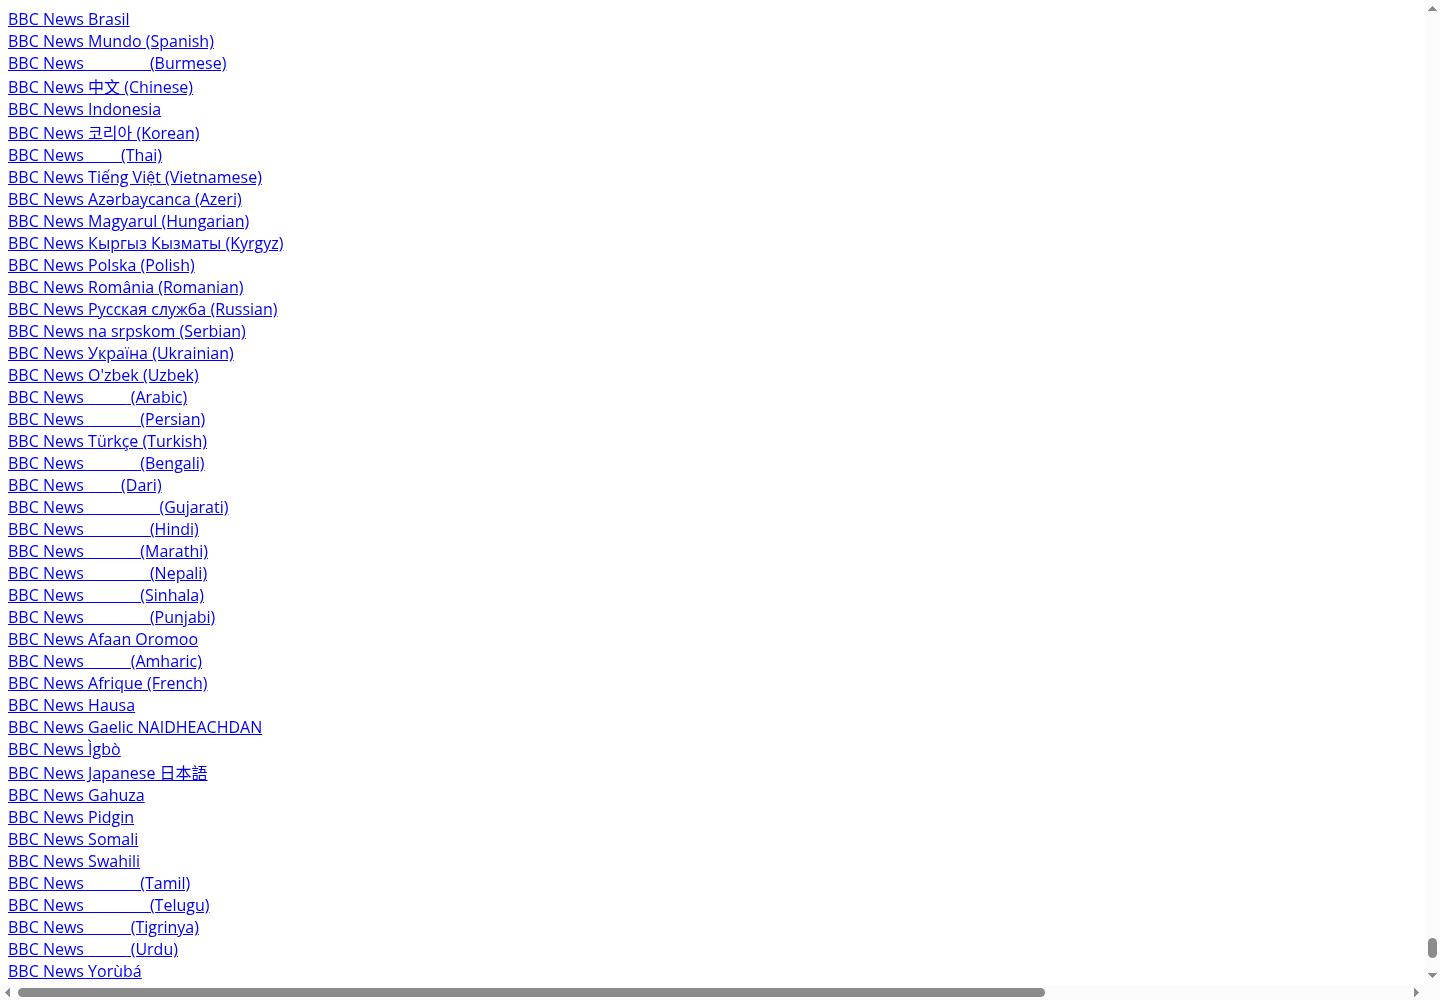 BBC News Brasil
BBC News Mundo (Spanish)
BBC News (Burmese)
BBC News 中文 (Chinese)
BBC News Indonesia
BBC News 코리아 (Korean)
BBC News (Thai)
BBC News Tiếng Việt (Vietnamese)
BBC News Azərbaycanca (Azeri)
BBC News Magyarul (Hungarian)
BBC News Кыргыз Кызматы (Kyrgyz)
BBC News Polska (Polish)
BBC News România (Romanian)
BBC News Русская служба (Russian)
BBC News na srpskom (Serbian)
BBC News Україна (Ukrainian)
BBC News O'zbek (Uzbek)
BBC News (Arabic)
BBC News (Persian)
BBC News Türkçe (Turkish)
BBC News (Bengali)
BBC News (Dari)
BBC News (Gujarati)
BBC News (Hindi)
BBC News (Marathi)
BBC News (Nepali)
BBC News (Sinhala)
BBC News (Punjabi)
BBC News Afaan Oromoo
BBC News (Amharic)
BBC News Afrique (French)
BBC News Hausa
BBC News Gaelic NAIDHEACHDAN
BBC News Ìgbò
BBC News Japanese 日本語
BBC News Gahuza
BBC News Pidgin
BBC News Somali
BBC News Swahili
BBC News (Tamil)
BBC News (Telugu)
BBC News (Tigrinya)
BBC News (Urdu)
BBC News Yorùbá